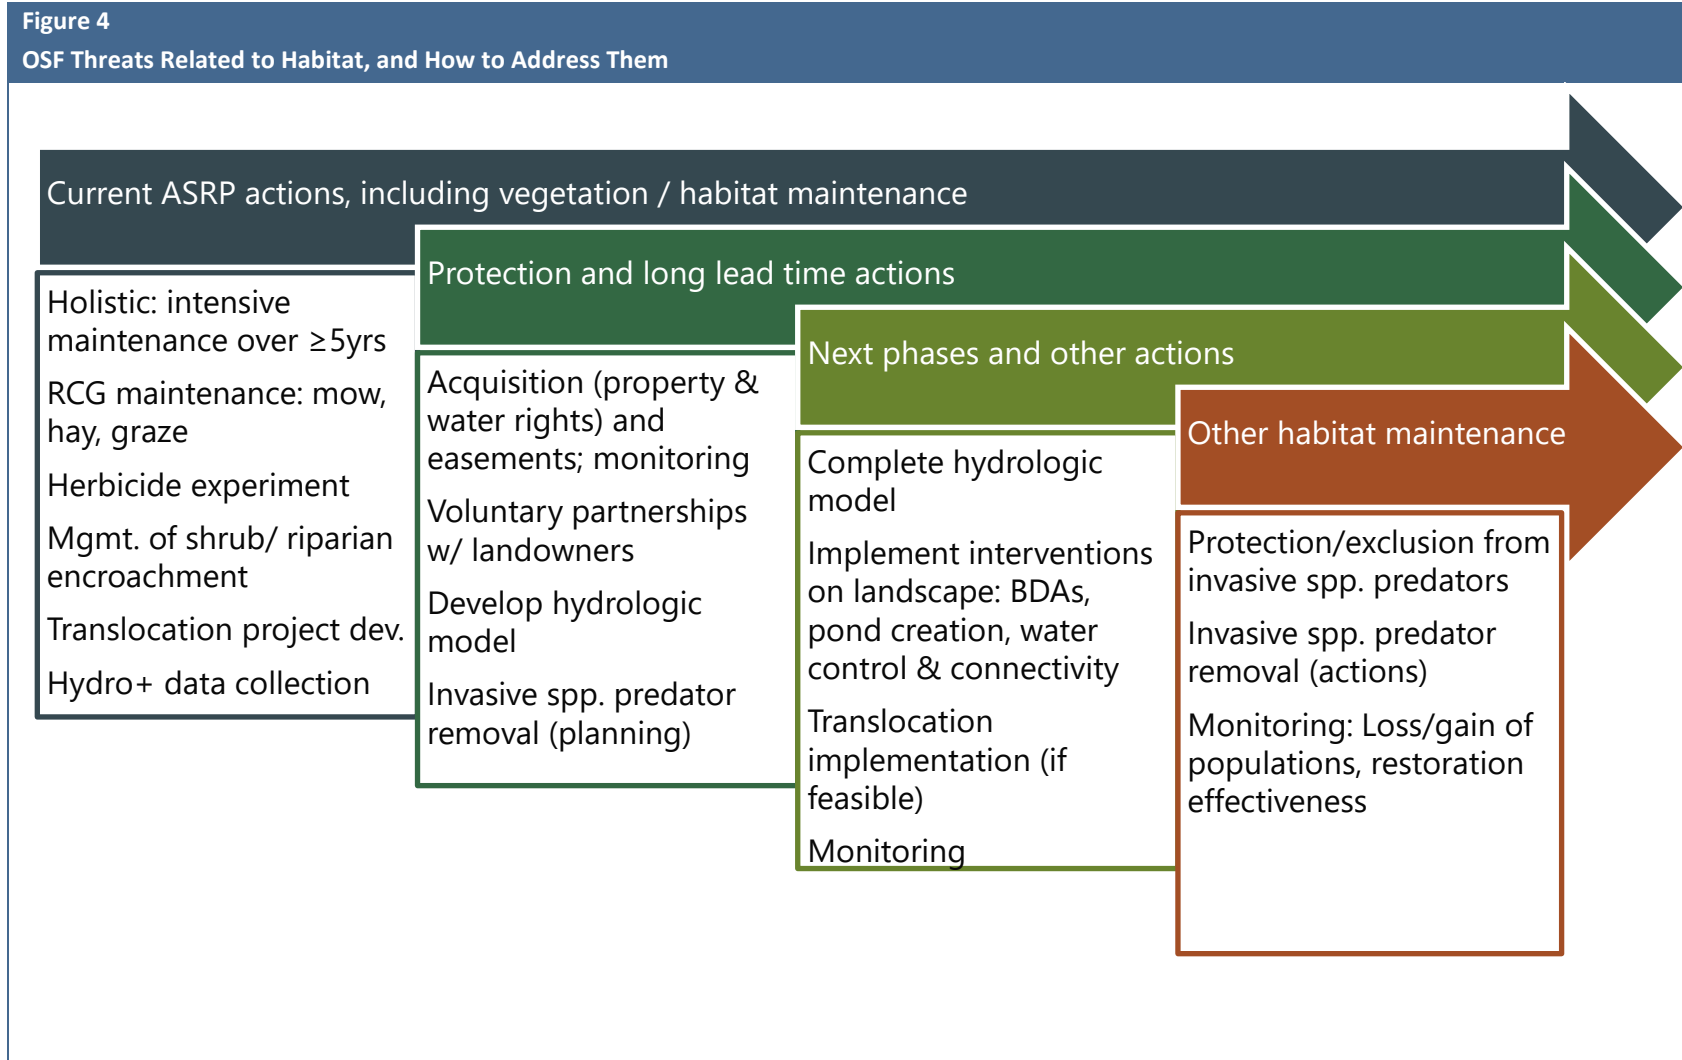 Figure 4
OSF Threats Related to Habitat, and How to Address Them
Current ASRP actions, including vegetation / habitat maintenance
Holistic: intensive
maintenance over ≥5yrs
RCG maintenance: mow,
hay, graze
Herbicide experiment
Mgmt. of shrub/ riparian
encroachment
Translocation project dev.
Hydro+ data collection
Protection and long lead time actions
Acquisition (property &
water rights) and
easements; monitoring
Voluntary partnerships
w/ landowners
Develop hydrologic
model
Invasive spp. predator
removal (planning)
Next phases and other actions
Complete hydrologic
model
Implement interventions
on landscape: BDAs,
pond creation, water
control & connectivity
Translocation
implementation (if
feasible)
Monitoring
Other habitat maintenance
Protection/exclusion from
invasive spp. predators
Invasive spp. predator
removal (actions)
Monitoring: Loss/gain of
populations, restoration
effectiveness